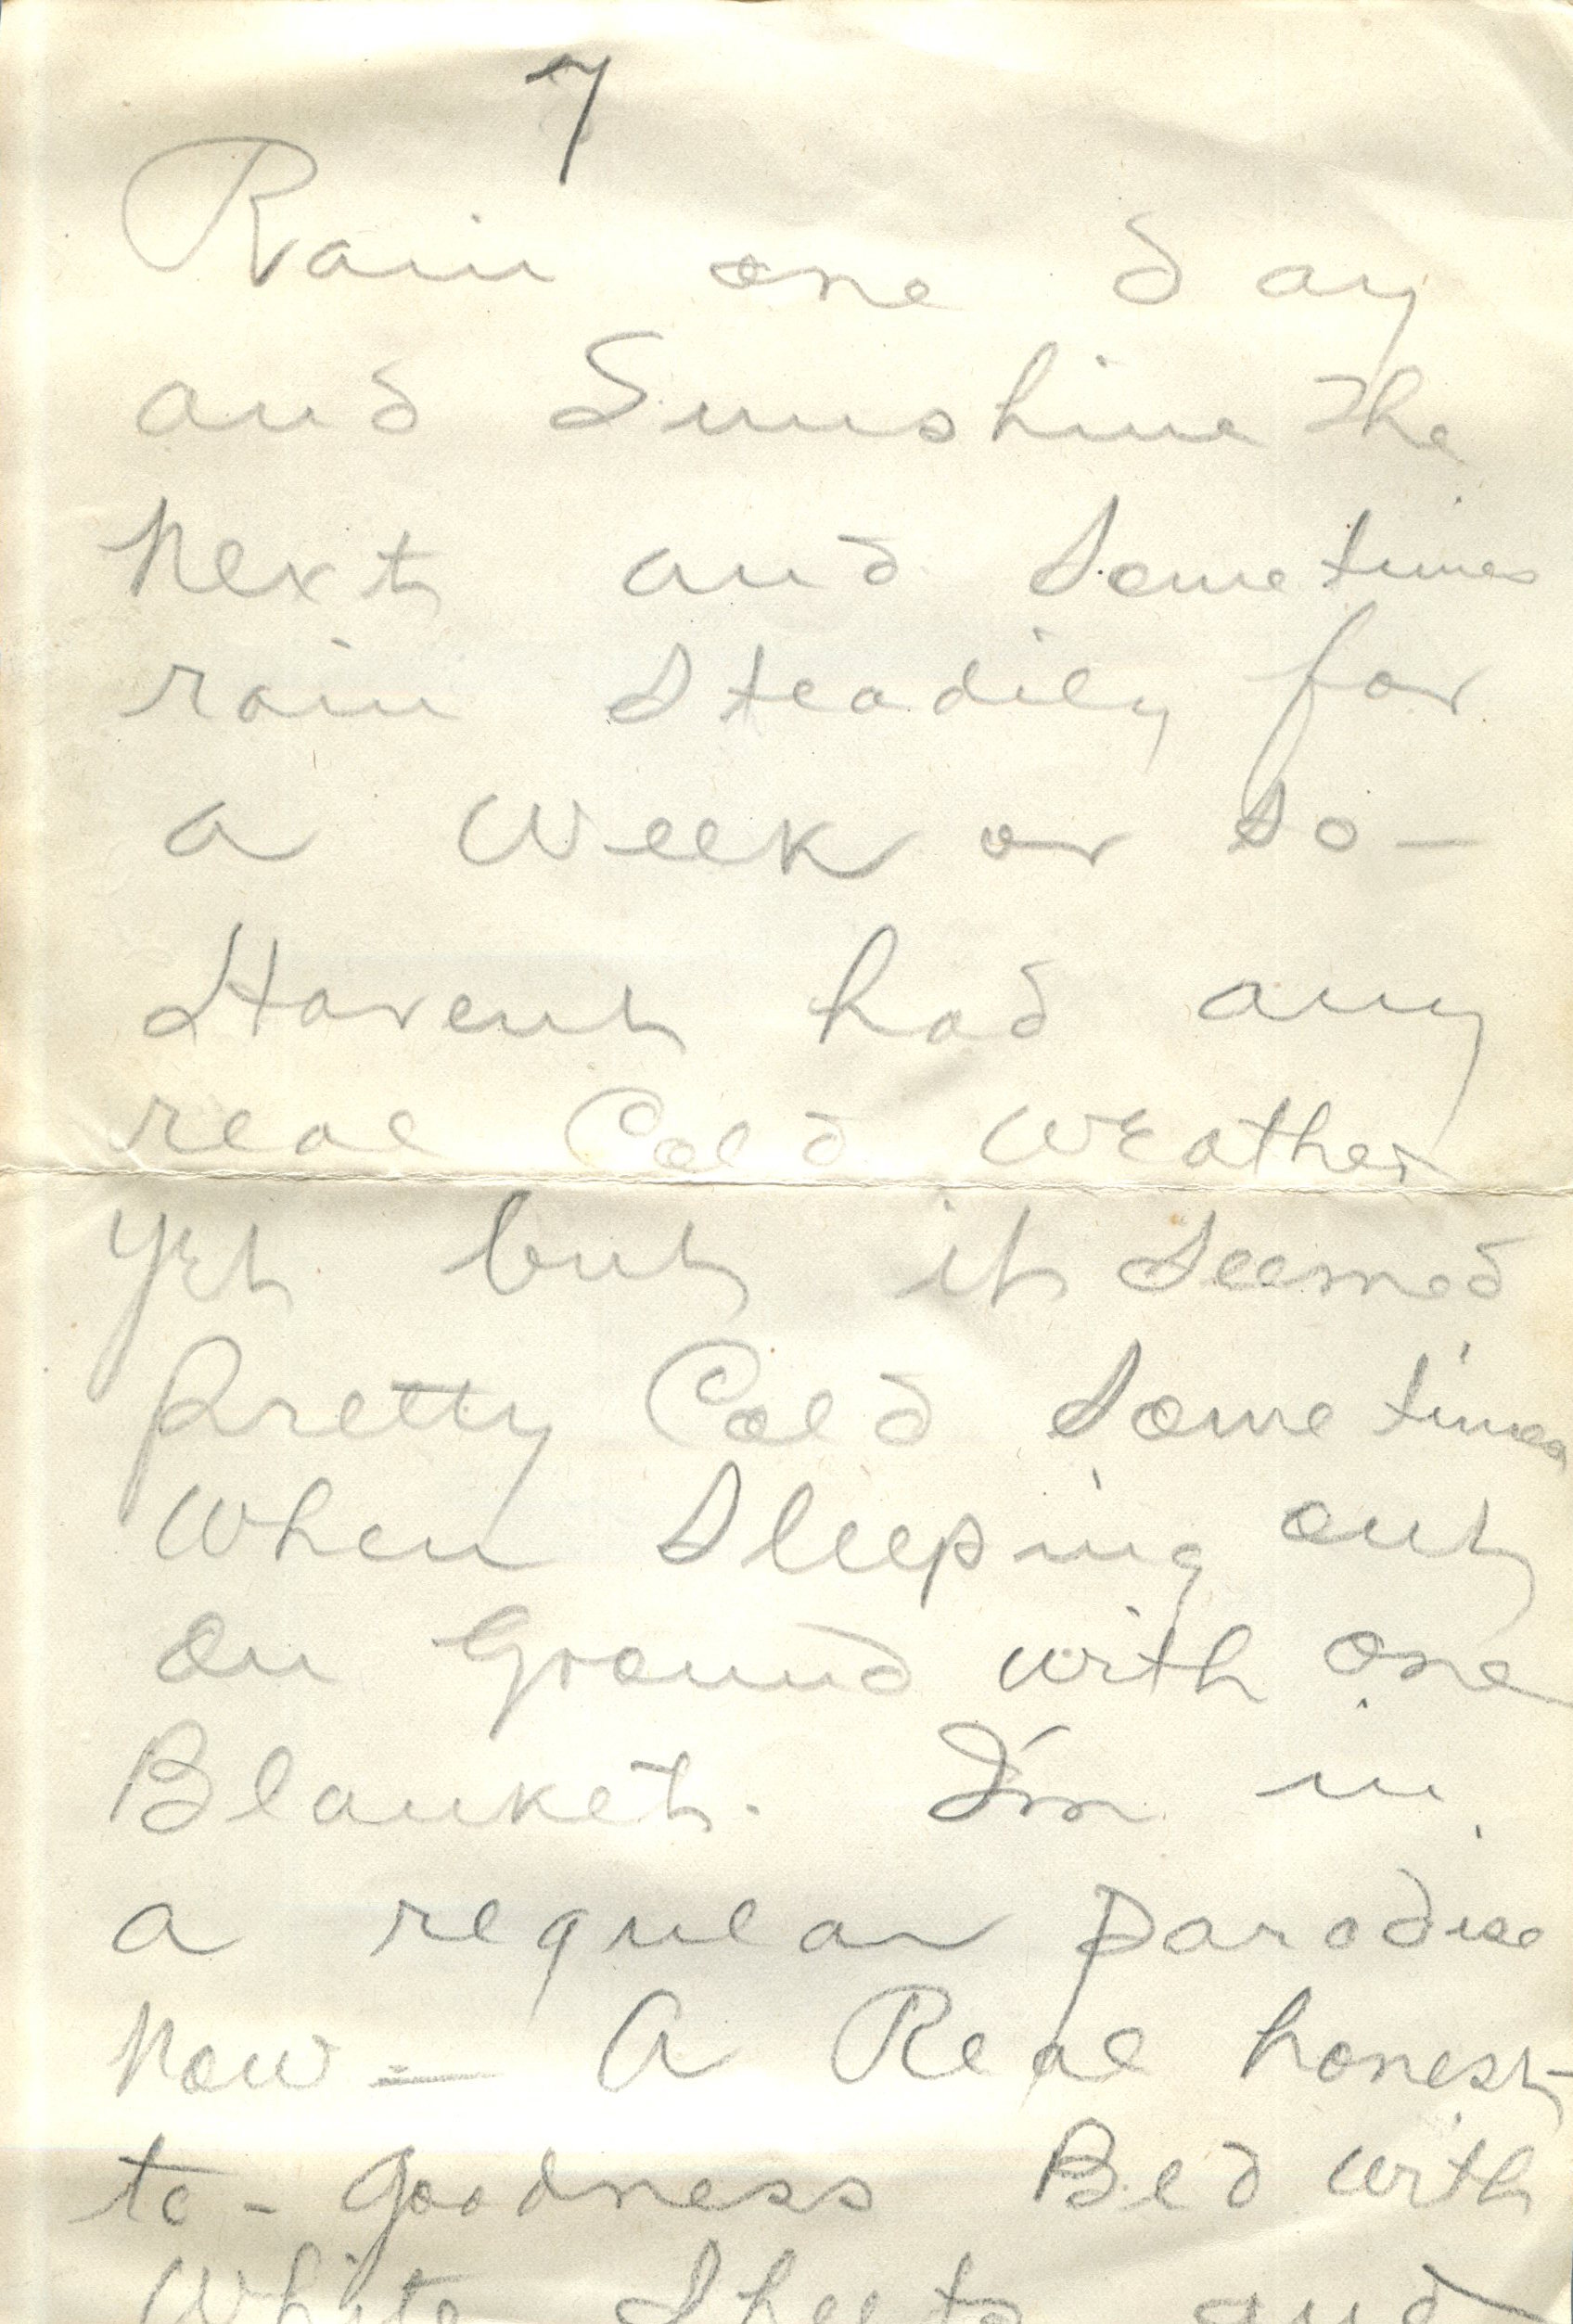 7
Rain one day
and Sunshine the
next and sometimes
rain steadily for
a Week or so —
Havent had any
real Cold Weather
yet but it seemed
pretty Cold sometimes
When sleeping out
on Ground with one
Blanket. I'm in
a regular paradise
now = A Real honest-
to - goodness Bed with
White Sheets and